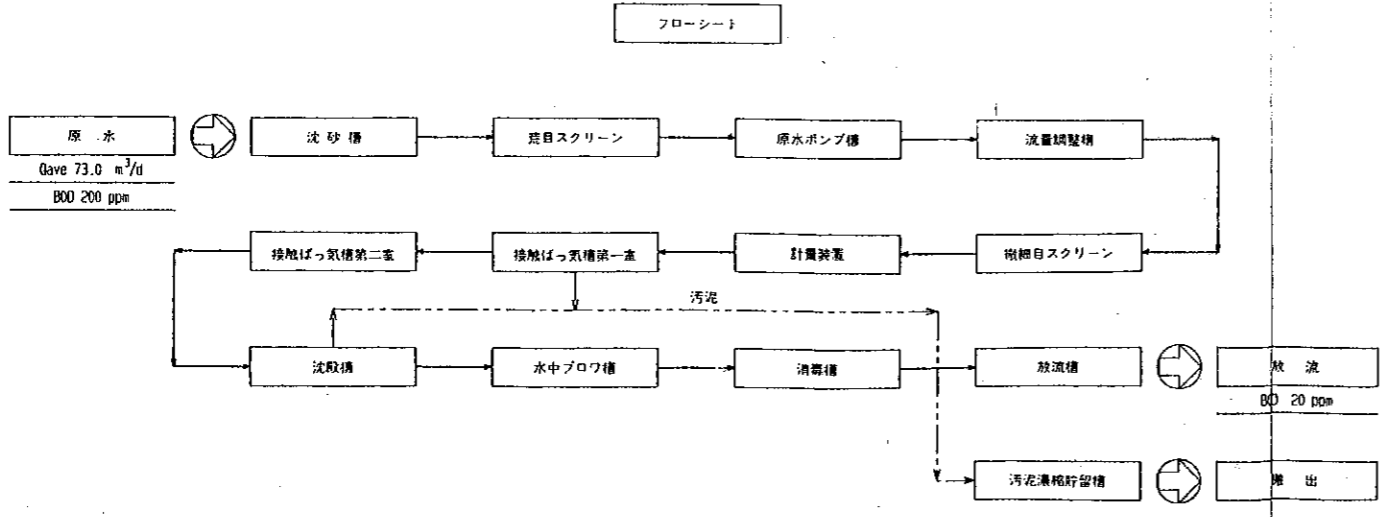 フローシート
原 水
Qave 73.0 m³/d
BOD 200 ppm
沈砂槽
荒目スクリーン
原水ポンプ槽
流量調整槽
接触ばっ気槽第二室
接触ばっ気槽第一室
計量装置
微細目スクリーン
汚泥
沈殿槽
水中ブロワ槽
消毒槽
放流槽
放 流
BOD 20 ppm
汚泥濃縮貯留槽
搬 出